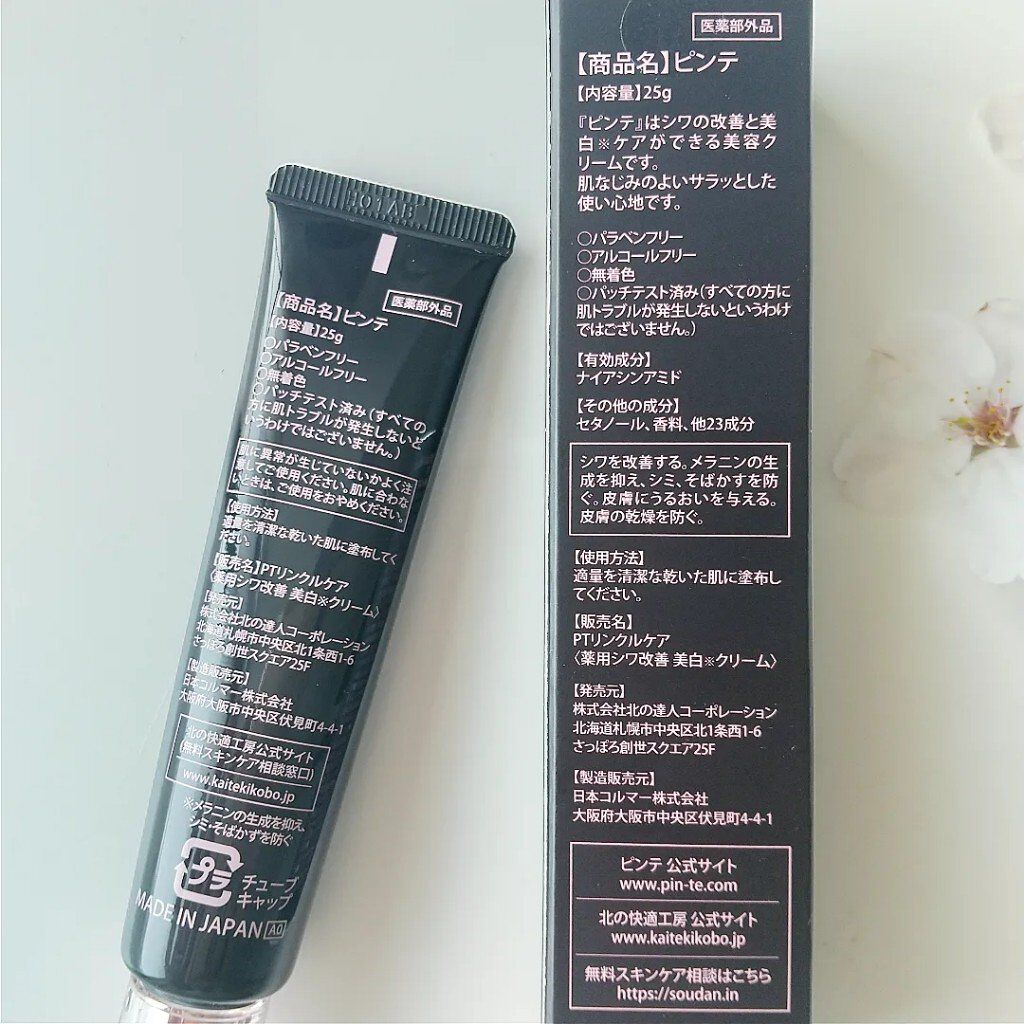 HO1AH
医薬部外品
【商品名】ピンテ
【内容量】25g
○パラベンフリー
○アルコールフリー
○無着色
○パッチテスト済み(すべての
方に肌トラブルが発生しないと
いうわけではございません。)
肌に異常が生じていないかよく注
意してご使用ください。肌に合わな
いときは、ご使用をおやめください。
【使用方法】
適量を清潔な乾いた肌に塗布してく
ださい。
【販売名】PTリンクルケア
〈薬用シワ改善 美白※クリーム〉
【発売元】
株式会社北の達人コーポレーション
北海道札幌市中央区北1条西1-6
さっぽろ創世スクエア25F
【製造販売元】
日本コルマー株式会社
大阪府大阪市中央区伏見町4-4-1
北の快適工房公式サイト
(無料スキンケア相談窓口)
www.kaitekikobo.jp
※メラニンの生成を抑え、
シミ・そばかずを防ぐ
プラ
チューブ
キャップ
MADE IN JAPAN A0
医薬部外品
【商品名】ピンテ
【内容量】25g
『ピンテ』はシワの改善と美
白※ケアができる美容ク
リームです。
肌なじみのよいサラッとした
使い心地です。
○パラベンフリー
○アルコールフリー
○無着色
○パッチテスト済み(すべての方に
肌トラブルが発生しないというわけ
ではございません。)
【有効成分】
ナイアシンアミド
【その他の成分】
セタノール、香料、他23成分
シワを改善する。メラニンの生
成を抑え、シミ、そばかすを防
ぐ。皮膚にうるおいを与える。
皮膚の乾燥を防ぐ。
【使用方法】
適量を清潔な乾いた肌に塗布し
てください。
【販売名】
PTリンクルケア
〈薬用シワ改善 美白※クリーム〉
【発売元】
株式会社北の達人コーポレーション
北海道札幌市中央区北1条西1-6
さっぽろ創世スクエア25F
【製造販売元】
日本コルマー株式会社
大阪府大阪市中央区伏見町4-4-1
ピンテ 公式サイト
www.pin-te.com
北の快適工房 公式サイト
www.kaitekikobo.jp
無料スキンケア相談はこちら
https://soudan.in